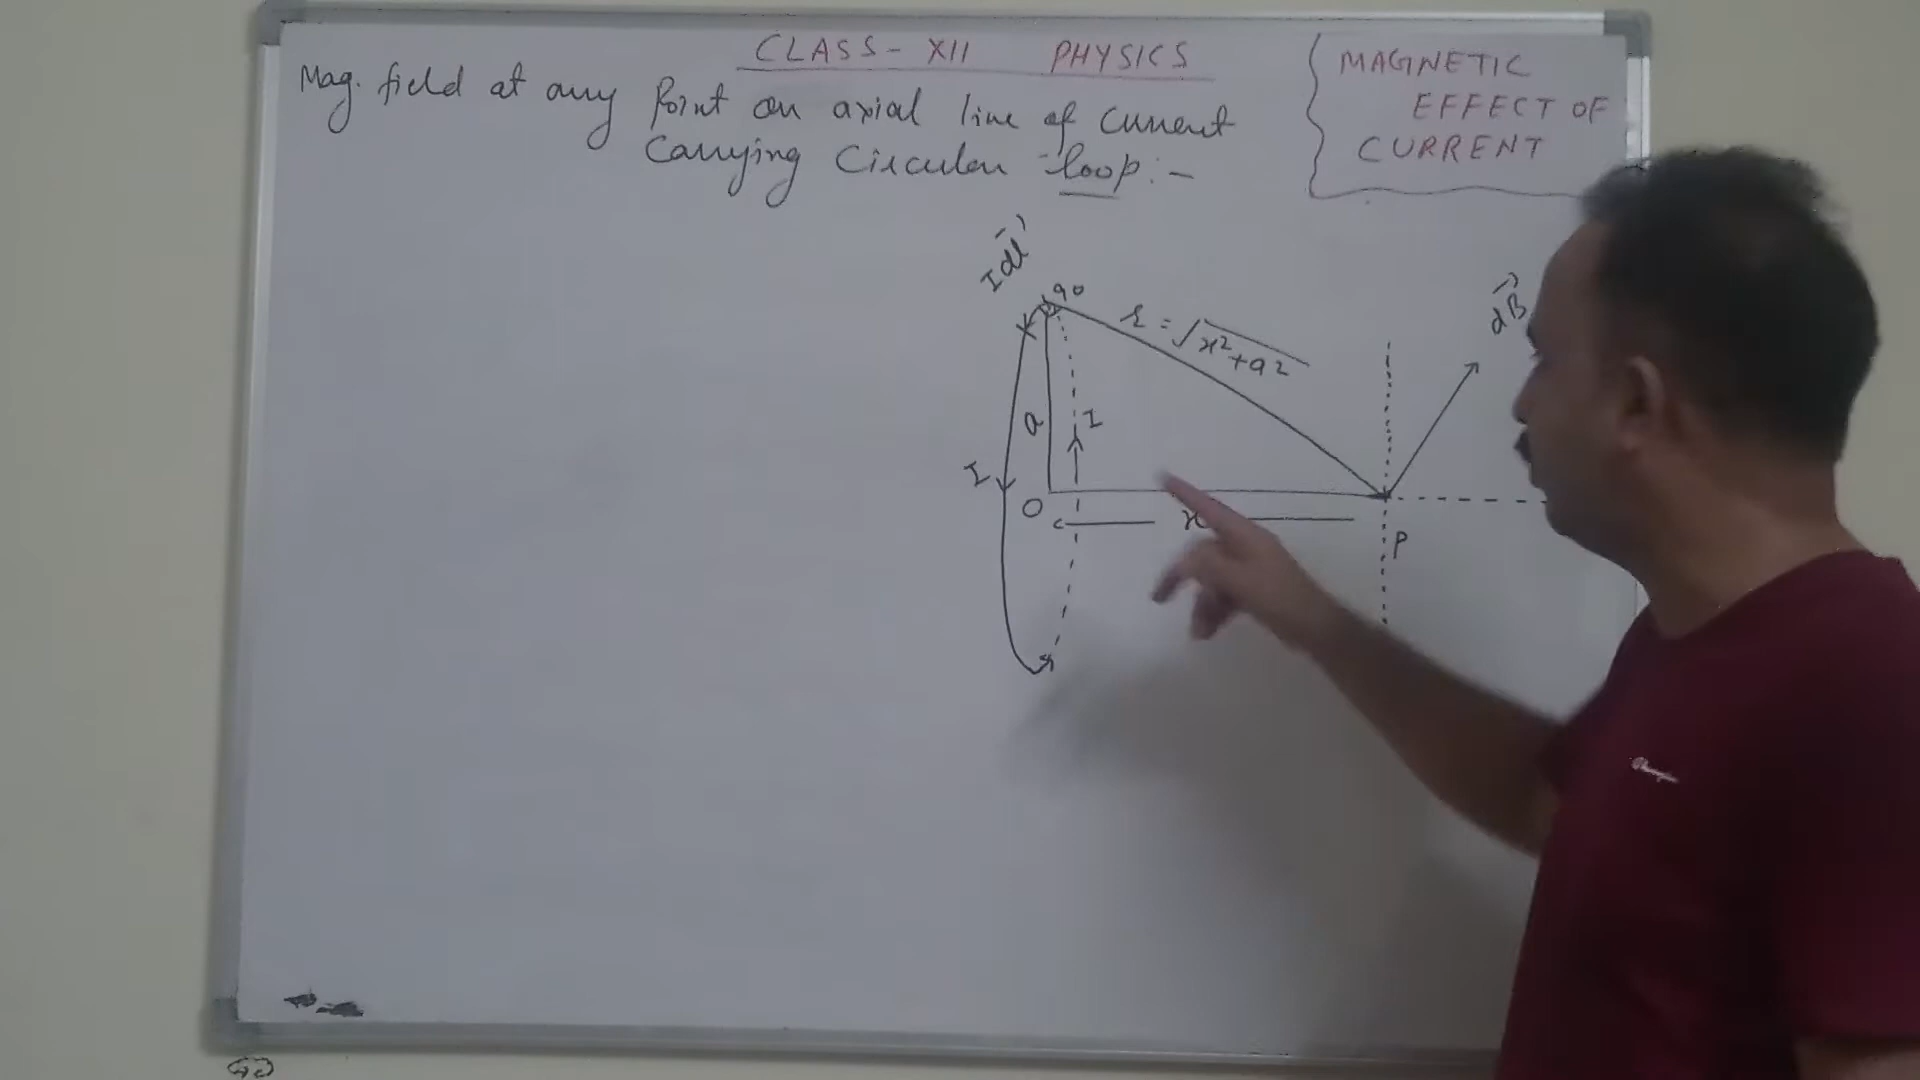 CLASS - XII PHYSICS
Mag. field at any Point on axial line of current
Carrying Circular loop :-
MAGNETIC
EFFECT OF
CURRENT
I dl
90
r = √x²+a²
dB
a
I
I
O
x
P